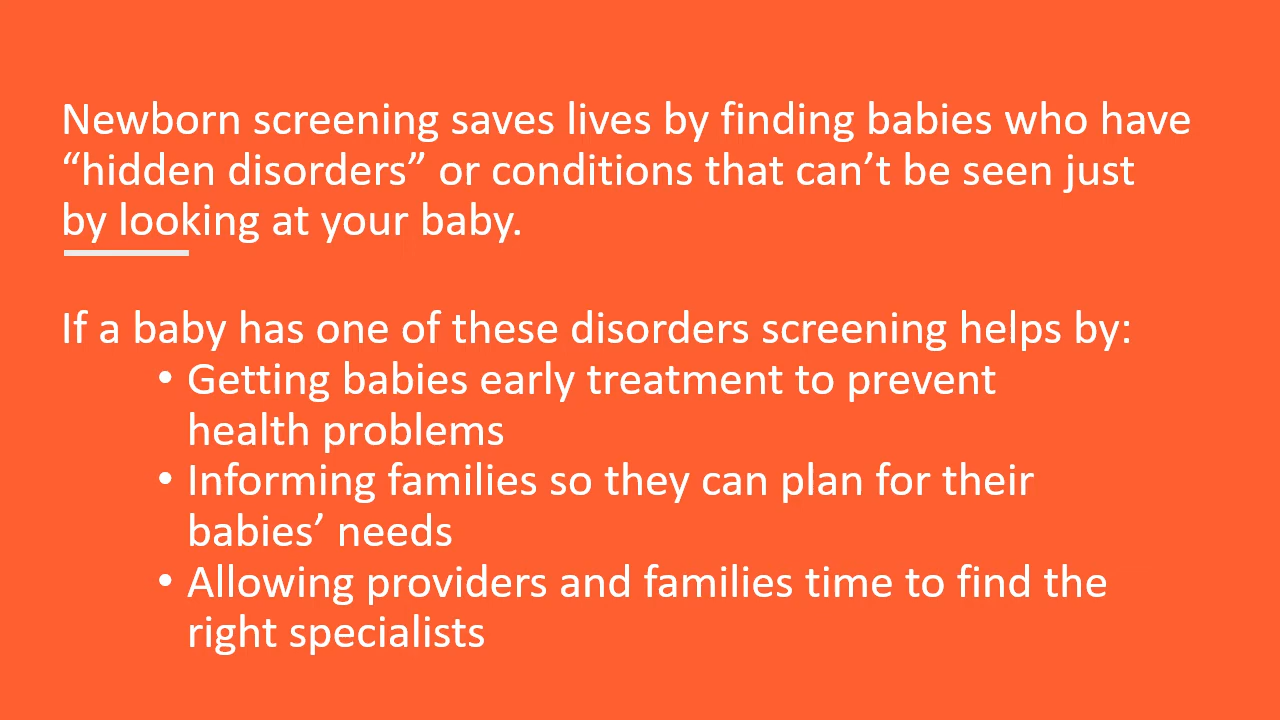 Newborn screening saves lives by finding babies who have
“hidden disorders” or conditions that can’t be seen just
by looking at your baby.
If a baby has one of these disorders screening helps by:
• Getting babies early treatment to prevent
health problems
• Informing families so they can plan for their
babies’ needs
• Allowing providers and families time to find the
right specialists